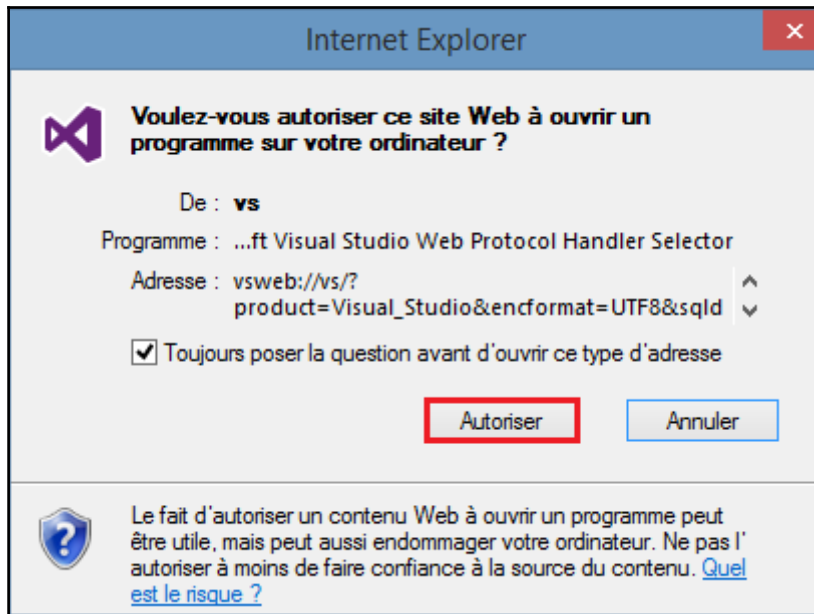 Internet Explorer
Voulez-vous autoriser ce site Web à ouvrir un
programme sur votre ordinateur ?
De : vs
Programme : ...ft Visual Studio Web Protocol Handler Selector
Adresse : vsweb://vs/?
product=Visual_Studio&encformat=UTF8&sqld
Toujours poser la question avant d'ouvrir ce type d'adresse
Autoriser Annuler
Le fait d'autoriser un contenu Web à ouvrir un programme peut
être utile, mais peut aussi endommager votre ordinateur. Ne pas l'
autoriser à moins de faire confiance à la source du contenu. Quel
est le risque ?